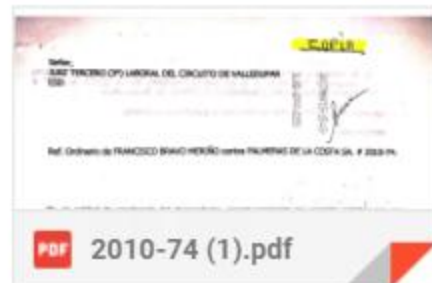 COPIA
Señor,
JUEZ TERCERO (3º) LABORAL DEL CIRCUITO DE VALLEDUPAR
Ref. Ordinario de FRANCISCO BRAVO contra PALMERAS DE LA COSTA SA. # 2010-74.
PDF 2010-74 (1).pdf